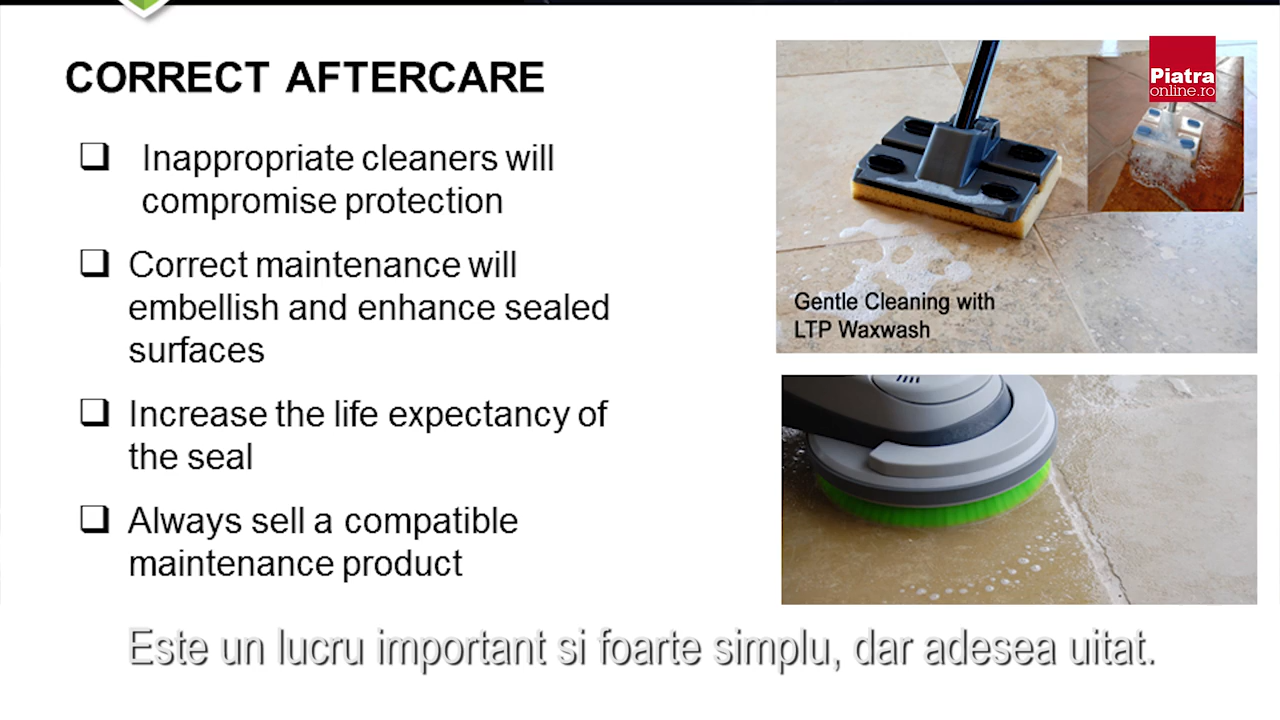 CORRECT AFTERCARE
❑ Inappropriate cleaners will
compromise protection
❑ Correct maintenance will
embellish and enhance sealed
surfaces
❑ Increase the life expectancy of
the seal
❑ Always sell a compatible
maintenance product
Piatra
online.ro
Gentle Cleaning with
LTP Waxwash
Este un lucru important si foarte simplu, dar adesea uitat.